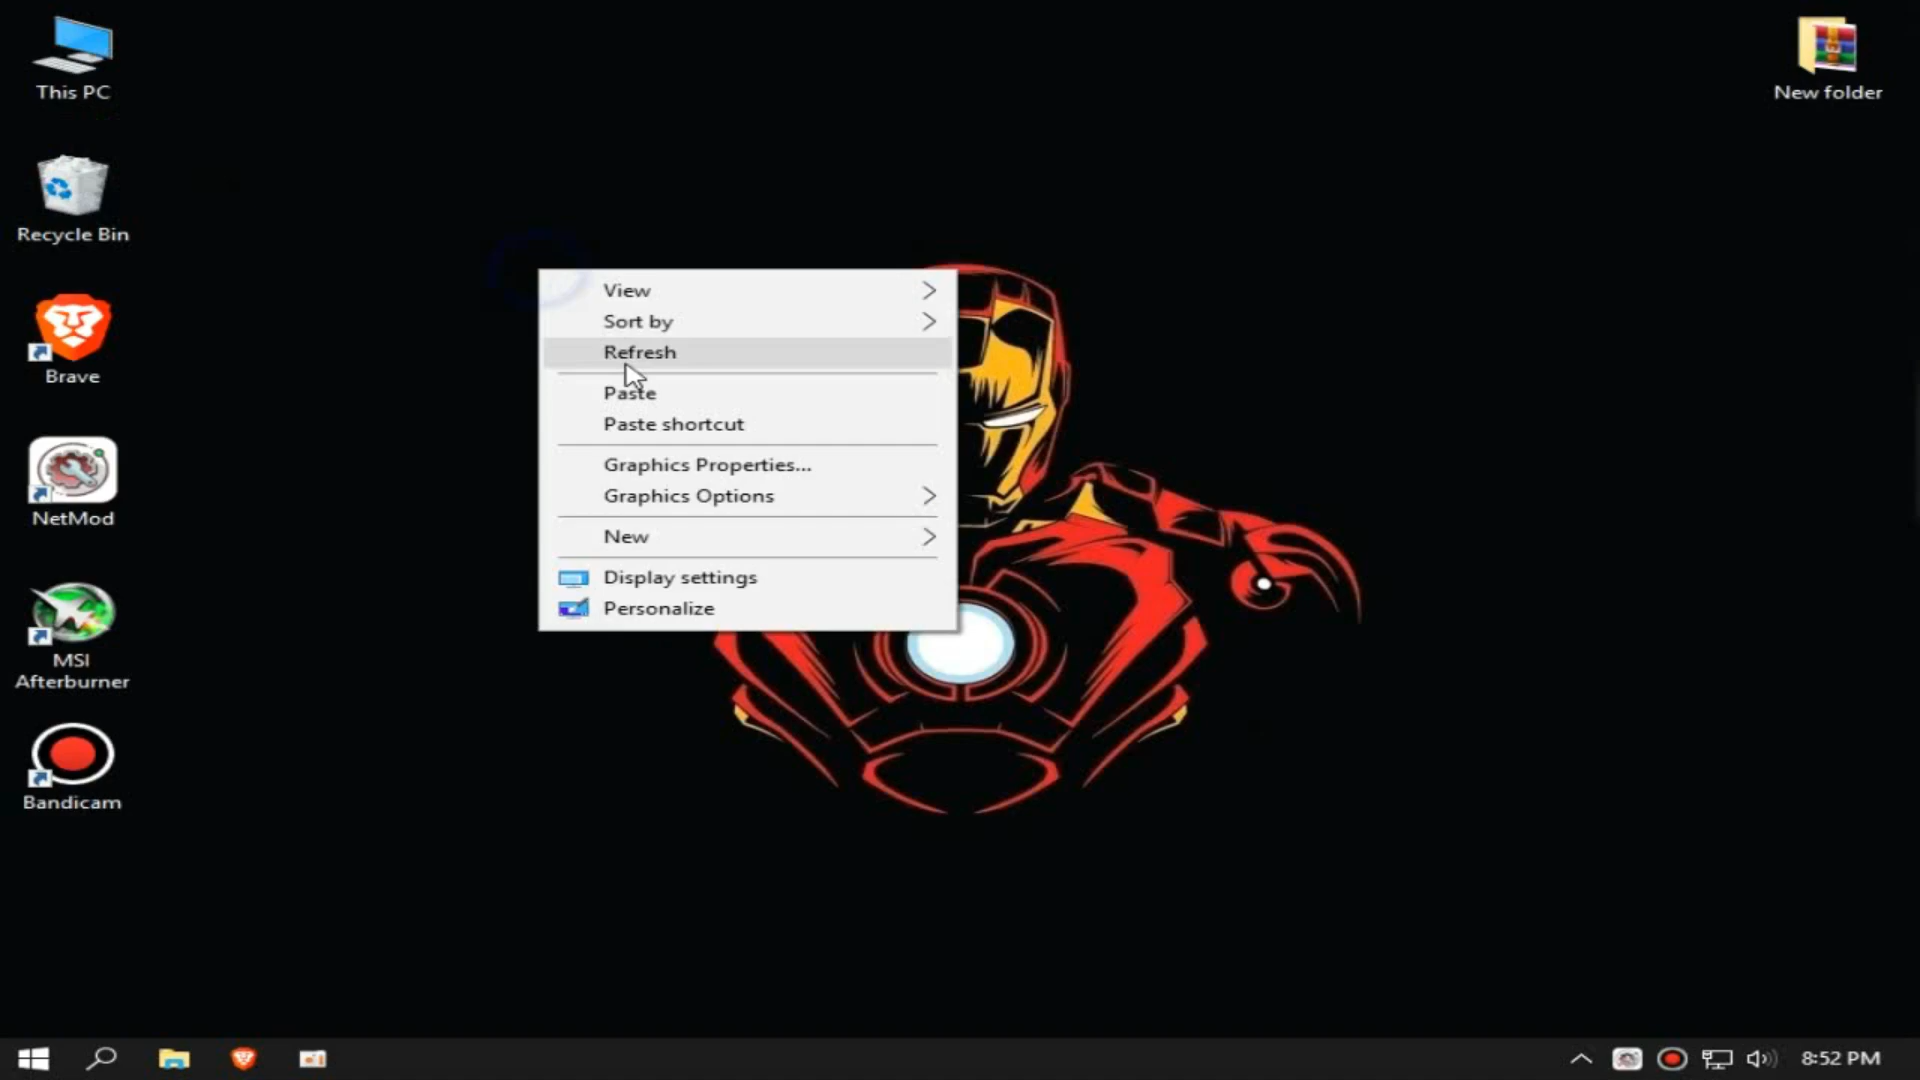 This PC
Recycle Bin
Brave
NetMod
MSI
Afterburner
Bandicam
New folder
View
Sort by
Refresh
Paste
Paste shortcut
Graphics Properties...
Graphics Options
New
Display settings
Personalize
8:52 PM